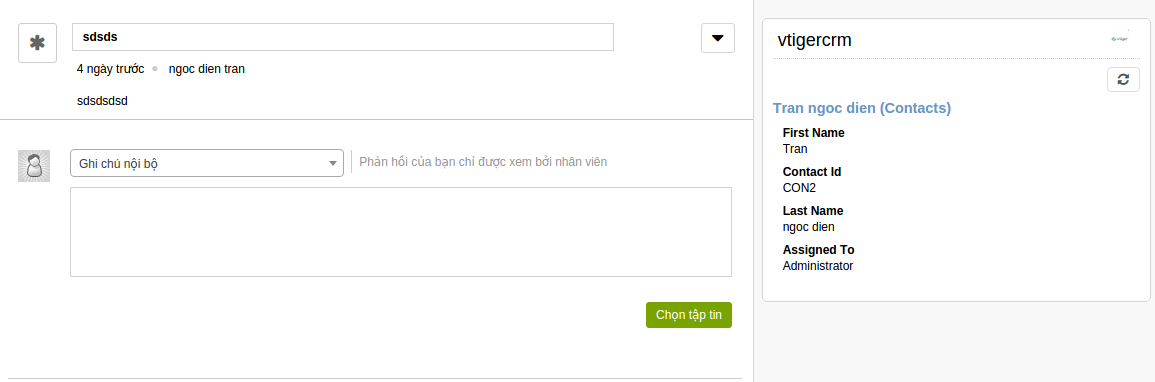 sdsds
4 ngày trước
ngoc dien tran
sdsdsdsd
Ghi chú nội bộ
Phản hồi của bạn chỉ được xem bởi nhân viên
Chọn tập tin
vtigercrm
vtiger
Tran ngoc dien (Contacts)
First Name
Tran
Contact Id
CON2
Last Name
ngoc dien
Assigned To
Administrator